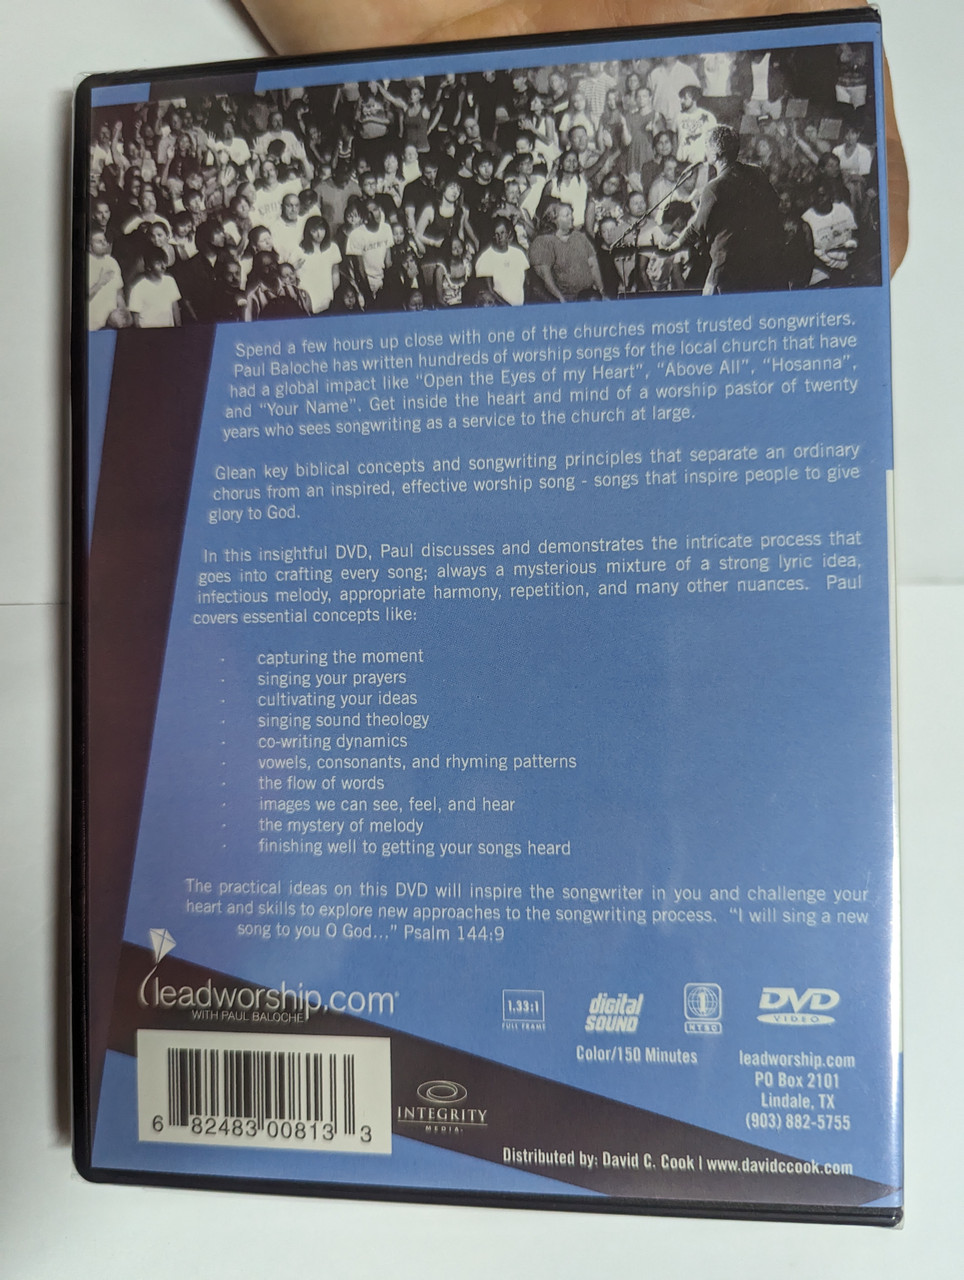 Spend a few hours up close with one of the churches most trusted songwriters.
Paul Baloche has written hundreds of worship songs for the local church that have
had a global impact like “Open the Eyes of my Heart”, “Above All”, “Hosanna”,
and “Your Name”. Get inside the heart and mind of a worship pastor of twenty
years who sees songwriting as a service to the church at large.
Glean key biblical concepts and songwriting principles that separate an ordinary
chorus from an inspired, effective worship song - songs that inspire people to give
glory to God.
In this insightful DVD, Paul discusses and demonstrates the intricate process that
goes into crafting every song; always a mysterious mixture of a strong lyric idea,
infectious melody, appropriate harmony, repetition, and many other nuances. Paul
covers essential concepts like:
· capturing the moment
· singing your prayers
· cultivating your ideas
· singing sound theology
· co-writing dynamics
· vowels, consonants, and rhyming patterns
· the flow of words
· images we can see, feel, and hear
· the mystery of melody
· finishing well to getting your songs heard
The practical ideas on this DVD will inspire the songwriter in you and challenge your
heart and skills to explore new approaches to the songwriting process. “I will sing a new
song to you O God...” Psalm 144:9
leadworship.com
WITH PAUL BALOCHE
1.33:1
FULL FRAME
digital
SOUND
1
NTSC
DVD
VIDEO
Color/150 Minutes
leadworship.com
PO Box 2101
Lindale, TX
(903) 882-5755
6 82483 00813 3
INTEGRITY
MEDIA
Distributed by: David C. Cook | www.davidccook.com